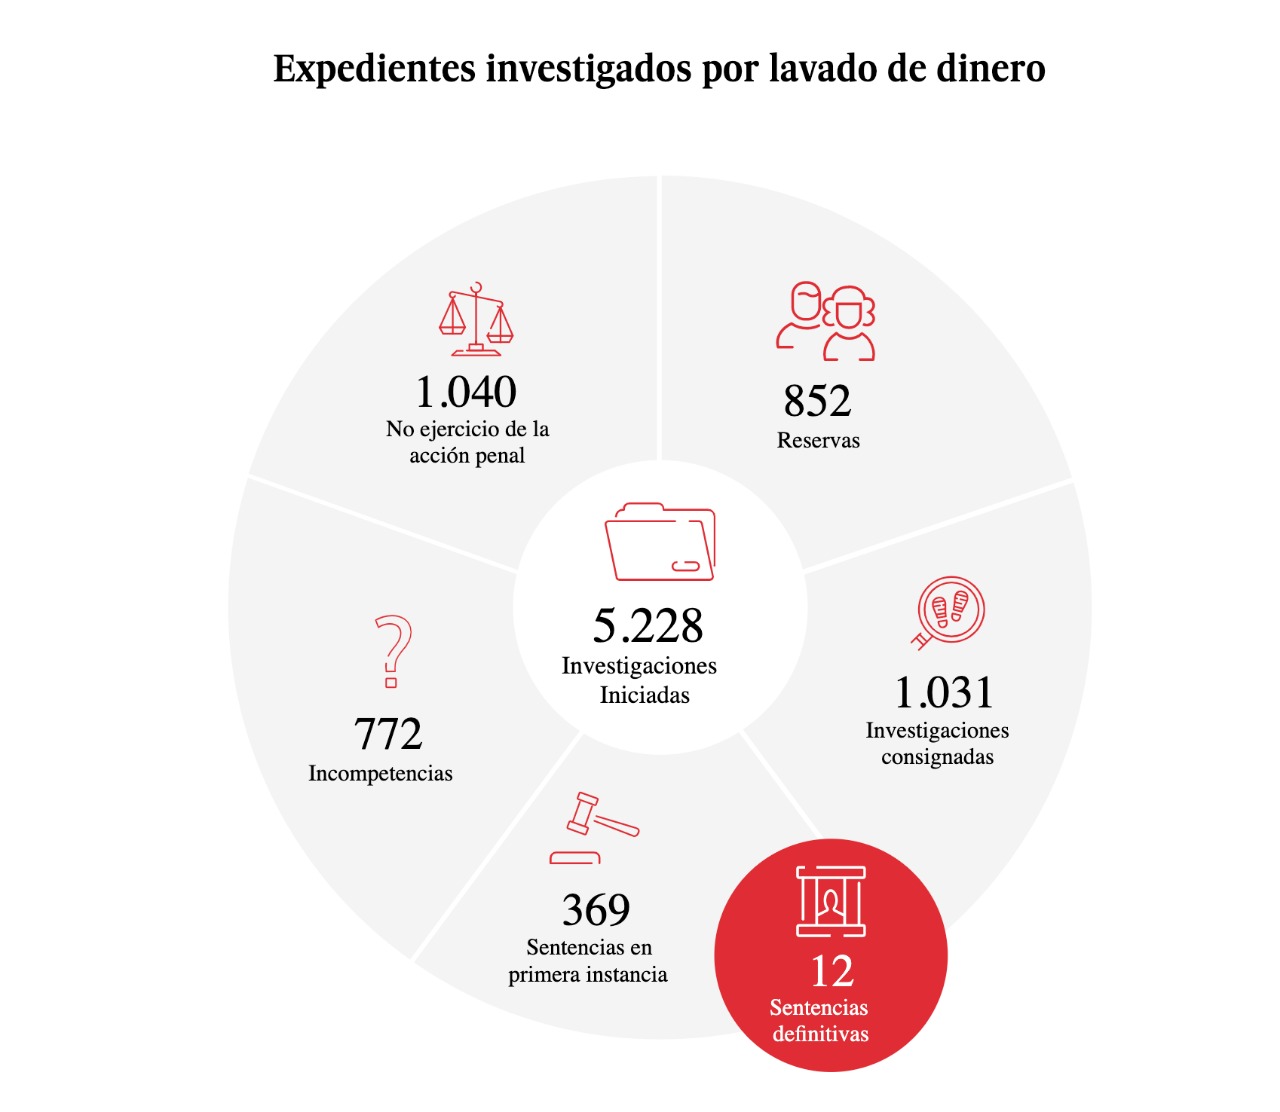 Expedientes investigados por lavado de dinero
1.040
No ejercicio de la
acción penal
852
Reservas
5.228
Investigaciones
Iniciadas
1.031
Investigaciones
consignadas
772
Incompetencias
369
Sentencias en
primera instancia
12
Sentencias
definitivas